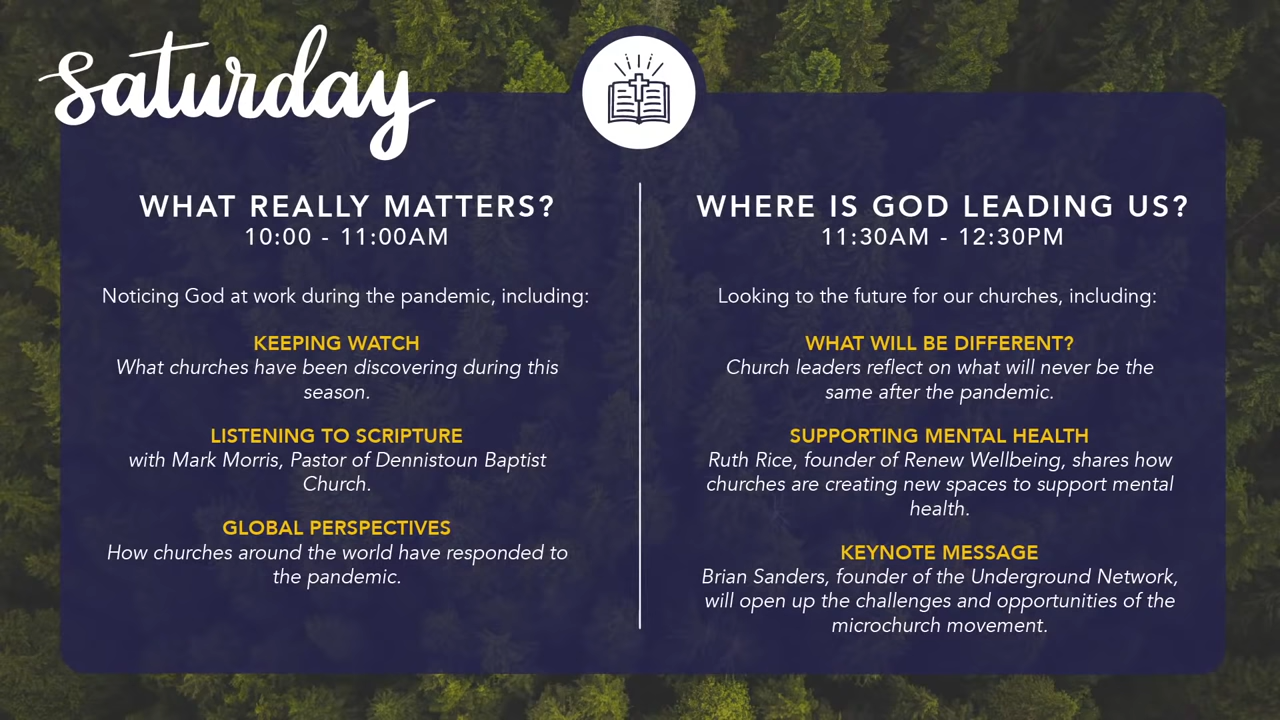 saturday
WHAT REALLY MATTERS?
10:00 - 11:00AM
Noticing God at work during the pandemic, including:
KEEPING WATCH
What churches have been discovering during this
season.
LISTENING TO SCRIPTURE
with Mark Morris, Pastor of Dennistoun Baptist
Church.
GLOBAL PERSPECTIVES
How churches around the world have responded to
the pandemic.
WHERE IS GOD LEADING US?
11:30AM - 12:30PM
Looking to the future for our churches, including:
WHAT WILL BE DIFFERENT?
Church leaders reflect on what will never be the
same after the pandemic.
SUPPORTING MENTAL HEALTH
Ruth Rice, founder of Renew Wellbeing, shares how
churches are creating new spaces to support mental
health.
KEYNOTE MESSAGE
Brian Sanders, founder of the Underground Network,
will open up the challenges and opportunities of the
microchurch movement.